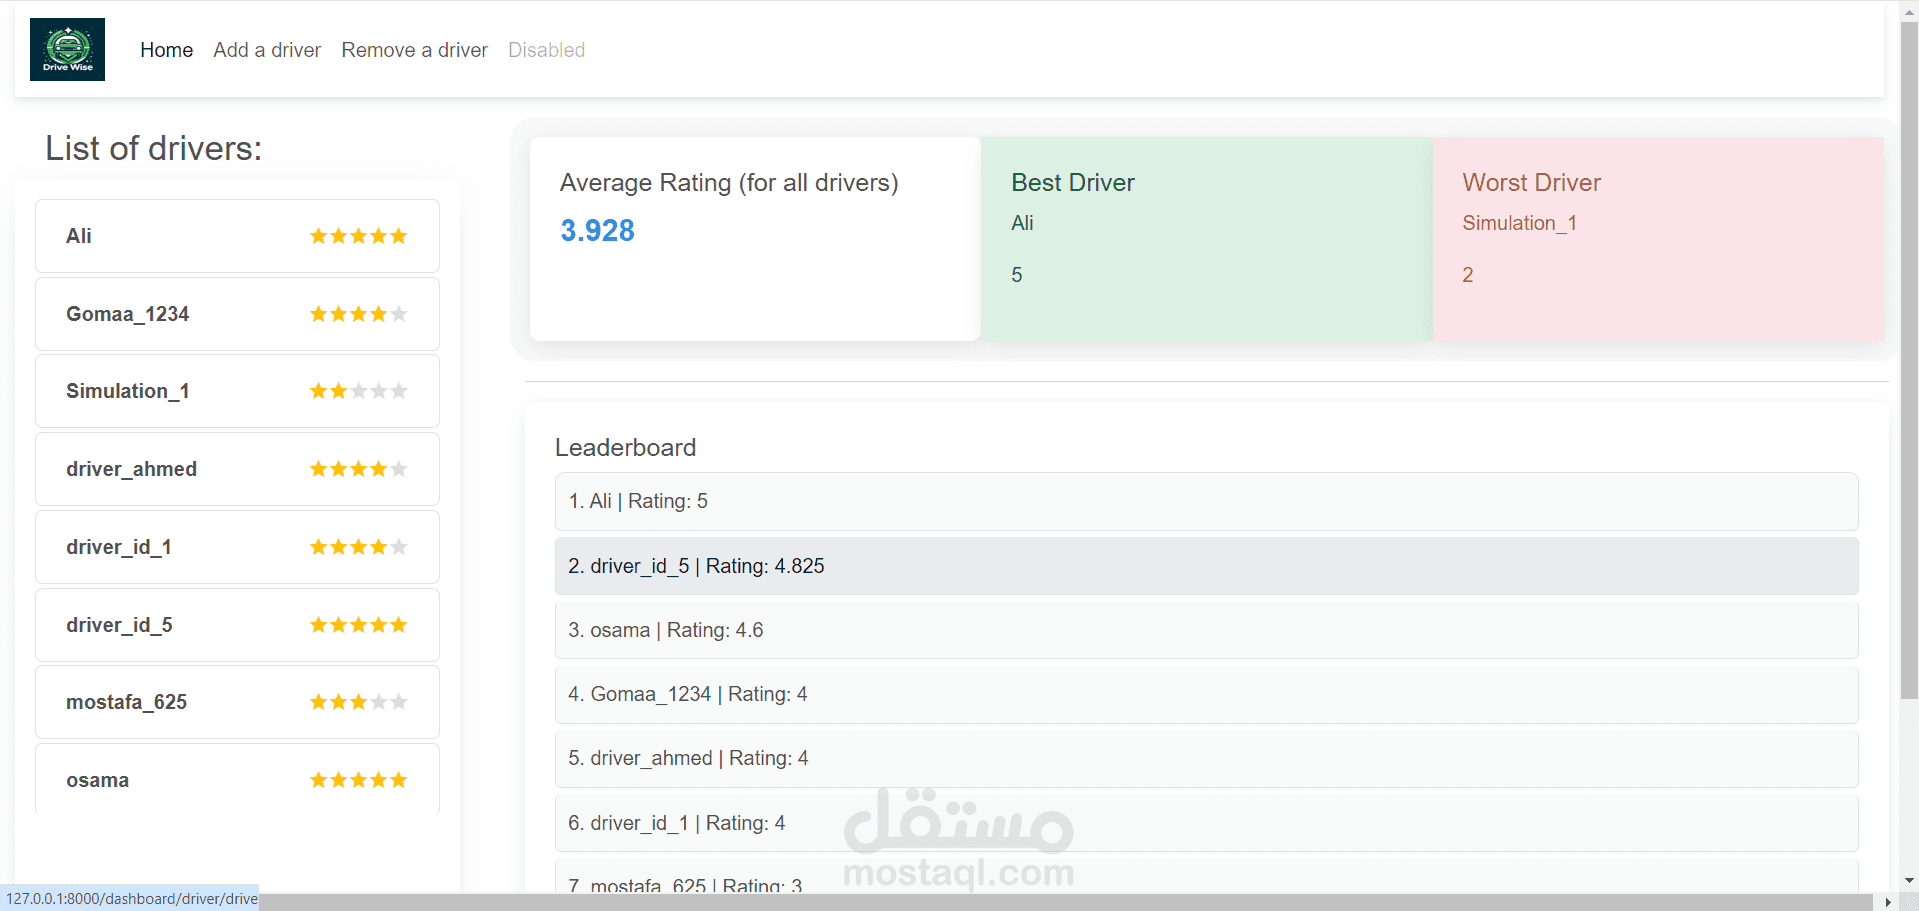 Drive Wise
Home Add a driver Remove a driver Disabled
List of drivers:
Ali
Gomaa_1234
Simulation_1
driver_ahmed
driver_id_1
driver_id_5
mostafa_625
osama
Average Rating (for all drivers)
3.928
Best Driver
Ali
5
Worst Driver
Simulation_1
2
Leaderboard
1. Ali | Rating: 5
2. driver_id_5 | Rating: 4.825
3. osama | Rating: 4.6
4. Gomaa_1234 | Rating: 4
5. driver_ahmed | Rating: 4
6. driver_id_1 | Rating: 4
7. mostafa_625 | Rating: 3
مستقل
mostaql.com
127.0.0.1:8000/dashboard/driver/drive